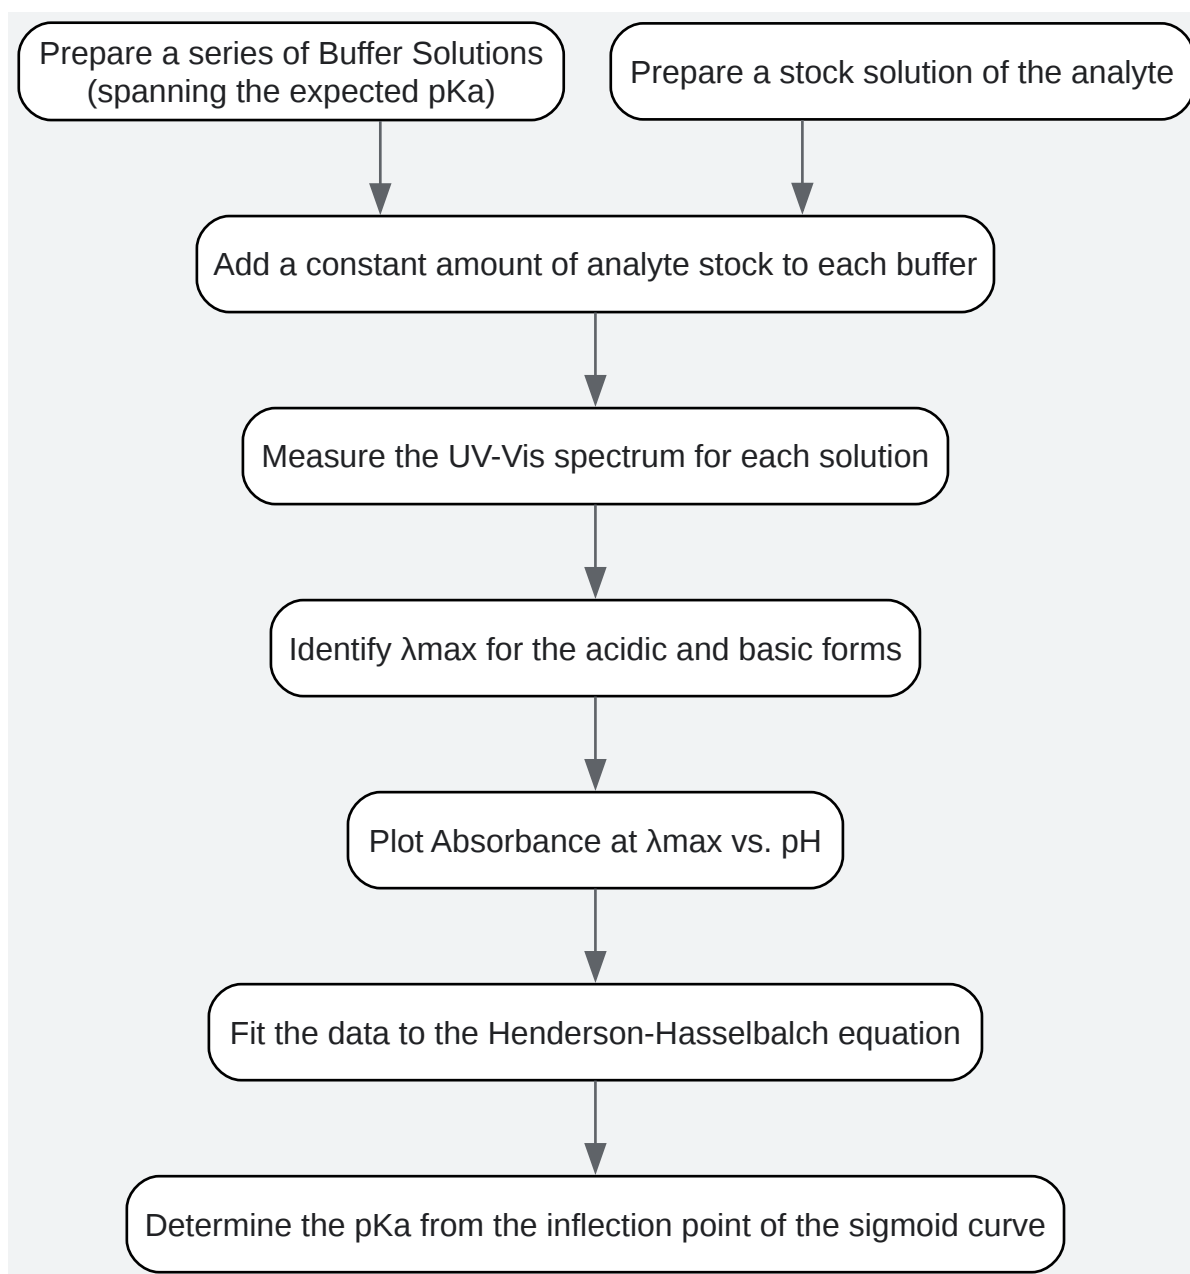 Prepare a series of Buffer Solutions
(spanning the expected pKa)
Prepare a stock solution of the analyte
Add a constant amount of analyte stock to each buffer
Measure the UV-Vis spectrum for each solution
Identify λmax for the acidic and basic forms
Plot Absorbance at λmax vs. pH
Fit the data to the Henderson-Hasselbalch equation
Determine the pKa from the inflection point of the sigmoid curve